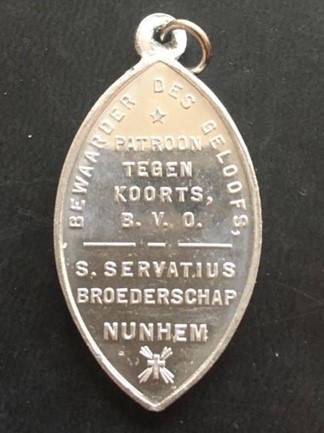 BEWAARDER DES GELOOFS,
PATROON
TEGEN
KOORTS,
B. V. O.
S. SERVATIUS
BROEDERSCHAP
NUNHEM